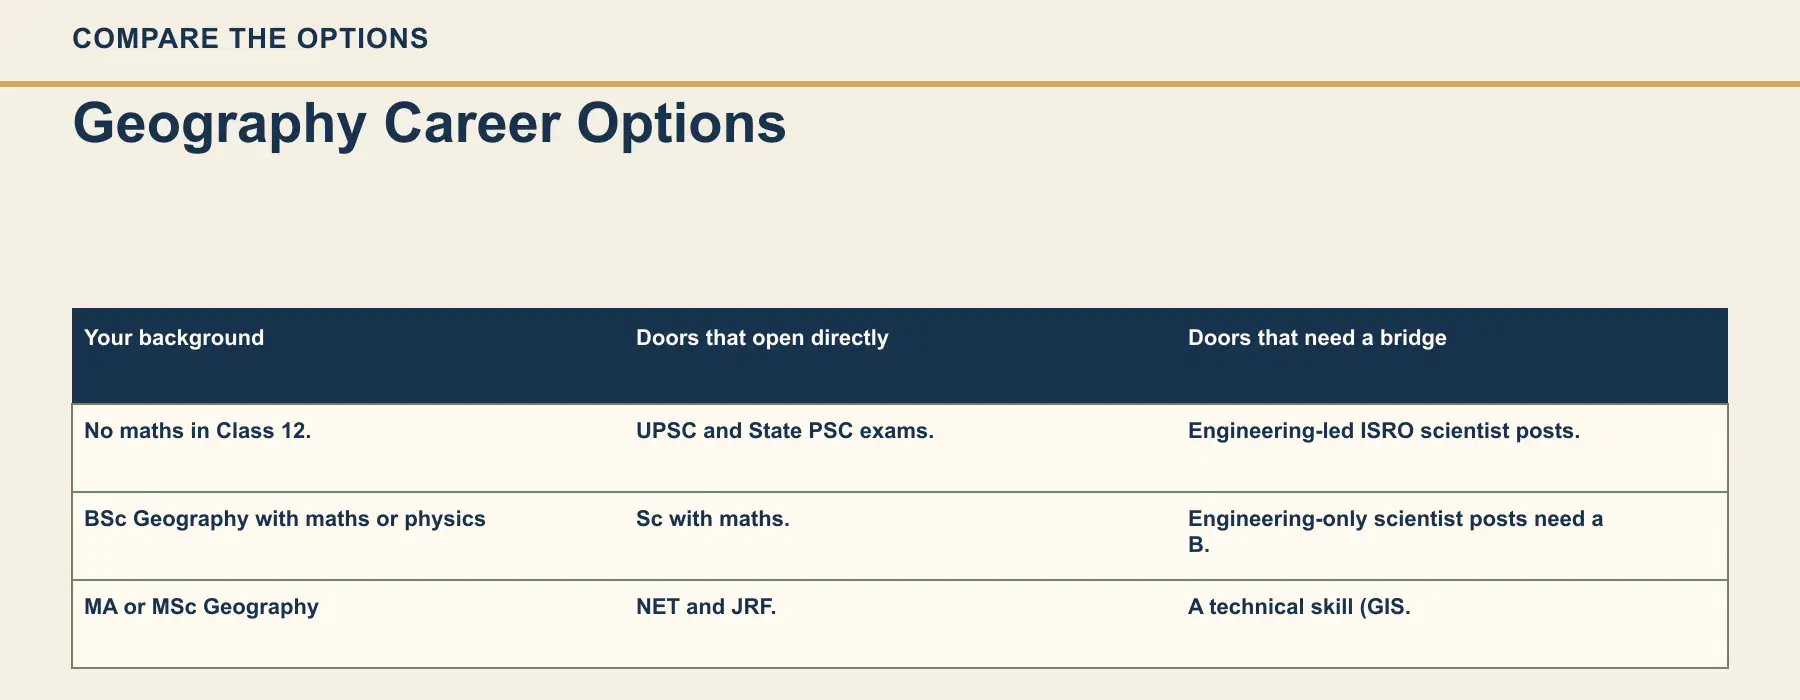 COMPARE THE OPTIONS
Geography Career Options
Your background
Doors that open directly
Doors that need a bridge
No maths in Class 12.
UPSC and State PSC exams.
Engineering-led ISRO scientist posts.
BSc Geography with maths or physics
Sc with maths.
Engineering-only scientist posts need a
B.
MA or MSc Geography
NET and JRF.
A technical skill (GIS.